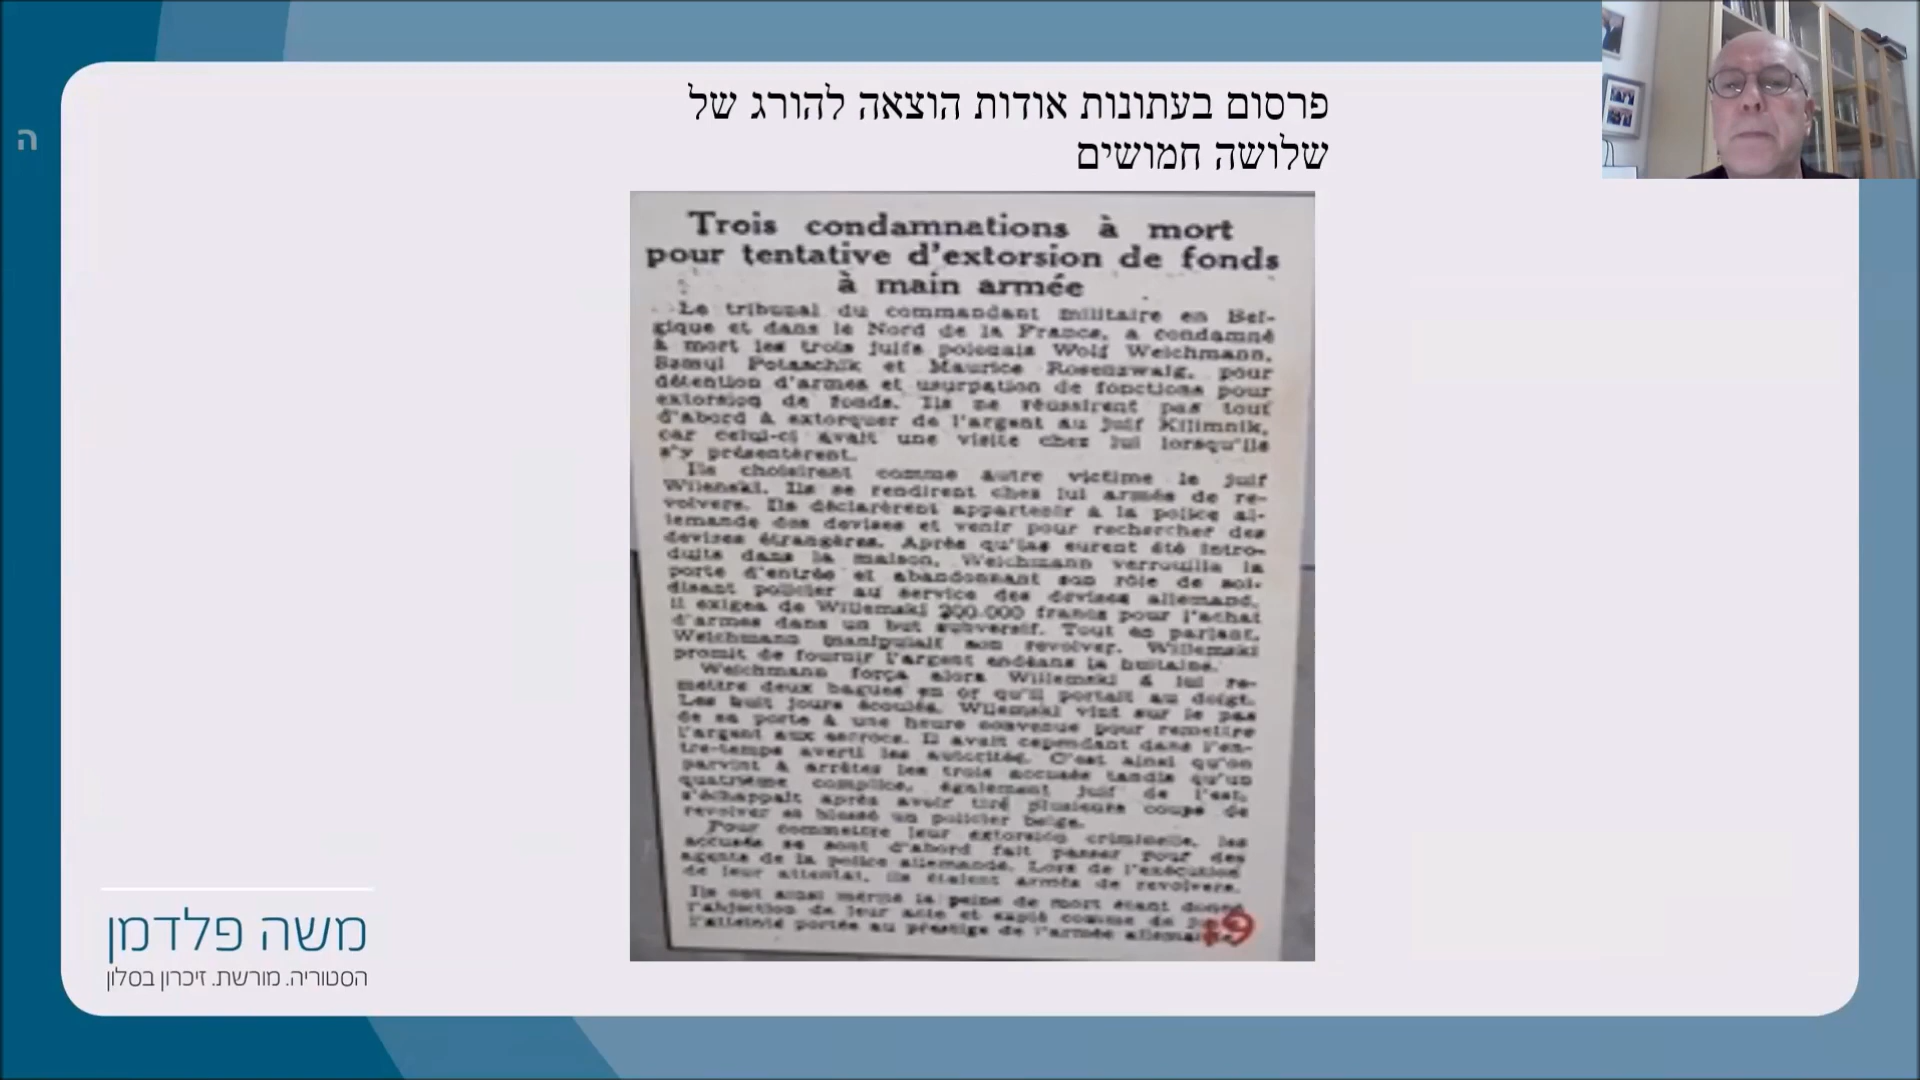 פרסום בעתונות אודות הוצאה להורג של
שלושה חמושים
ה
Trois condamnations à mort
pour tentative d'extorsion de fonds
à main armée
Le tribunal du commandant militaire en Bel-
gique et dans le Nord de la France, a condamné
à mort les trois juifs polonais Wolf Weichmann,
Samul Potaschik et Maurice Rosenzwaig, pour
détention d'armes et usurpation de fonctions pour
extorsion de fonds. Ils ne réussirent pas tout
d'abord à extorquer de l'argent au juif Kilimnik,
car celui-ci avait une visite chez lui lorsqu'ils
s'y présentèrent.
Ils choisirent comme autre victime le juif
Wilenski. Ils se rendirent chez lui armés de re-
volvers. Ils déclarèrent appartenir à la police al-
lemande des devises et venir pour rechercher des
devises étrangères. Après qu'ils eurent été intro-
duits dans la maison, Weichmann verrouilla la
porte d'entrée et abandonnant son rôle de soi-
disant policier au service des devises allemand,
il exigea de Willemski 200.000 francs pour l'achat
d'armes dans un but subversif. Tout en parlant,
Weichmann manipulait son revolver. Willemski
promit de fournir l'argent endéans la huitaine.
Weichmann força alors Willemski à lui re-
mettre deux bagues en or qu'il portait au doigt.
Les huit jours écoulés, Wilemski vint sur le pas
de sa porte à une heure convenue pour remettre
l'argent aux escrocs. Il avait cependant dans l'en-
tre-temps averti les autorités. C'est ainsi qu'on
parvint à arrêter les trois accusés tandis qu'un
quatrième complice, également juif de l'est,
s'échappait après avoir tiré plusieurs coups de
revolver et blessé un policier belge.
Pour commettre leur extorsion criminelle, les
accusés se sont d'abord fait passer pour des
agents de la police allemande. Lors de l'exécution
de leur attentat, ils étaient armés de revolvers.
Ils ont ainsi mérité la peine de mort étant donné
l'abjection de leur acte et expié comme de
l'atteinte portée au prestige de l'armée allemande
משה פלדמן
הסטוריה. מורשת. זיכרון בסלון